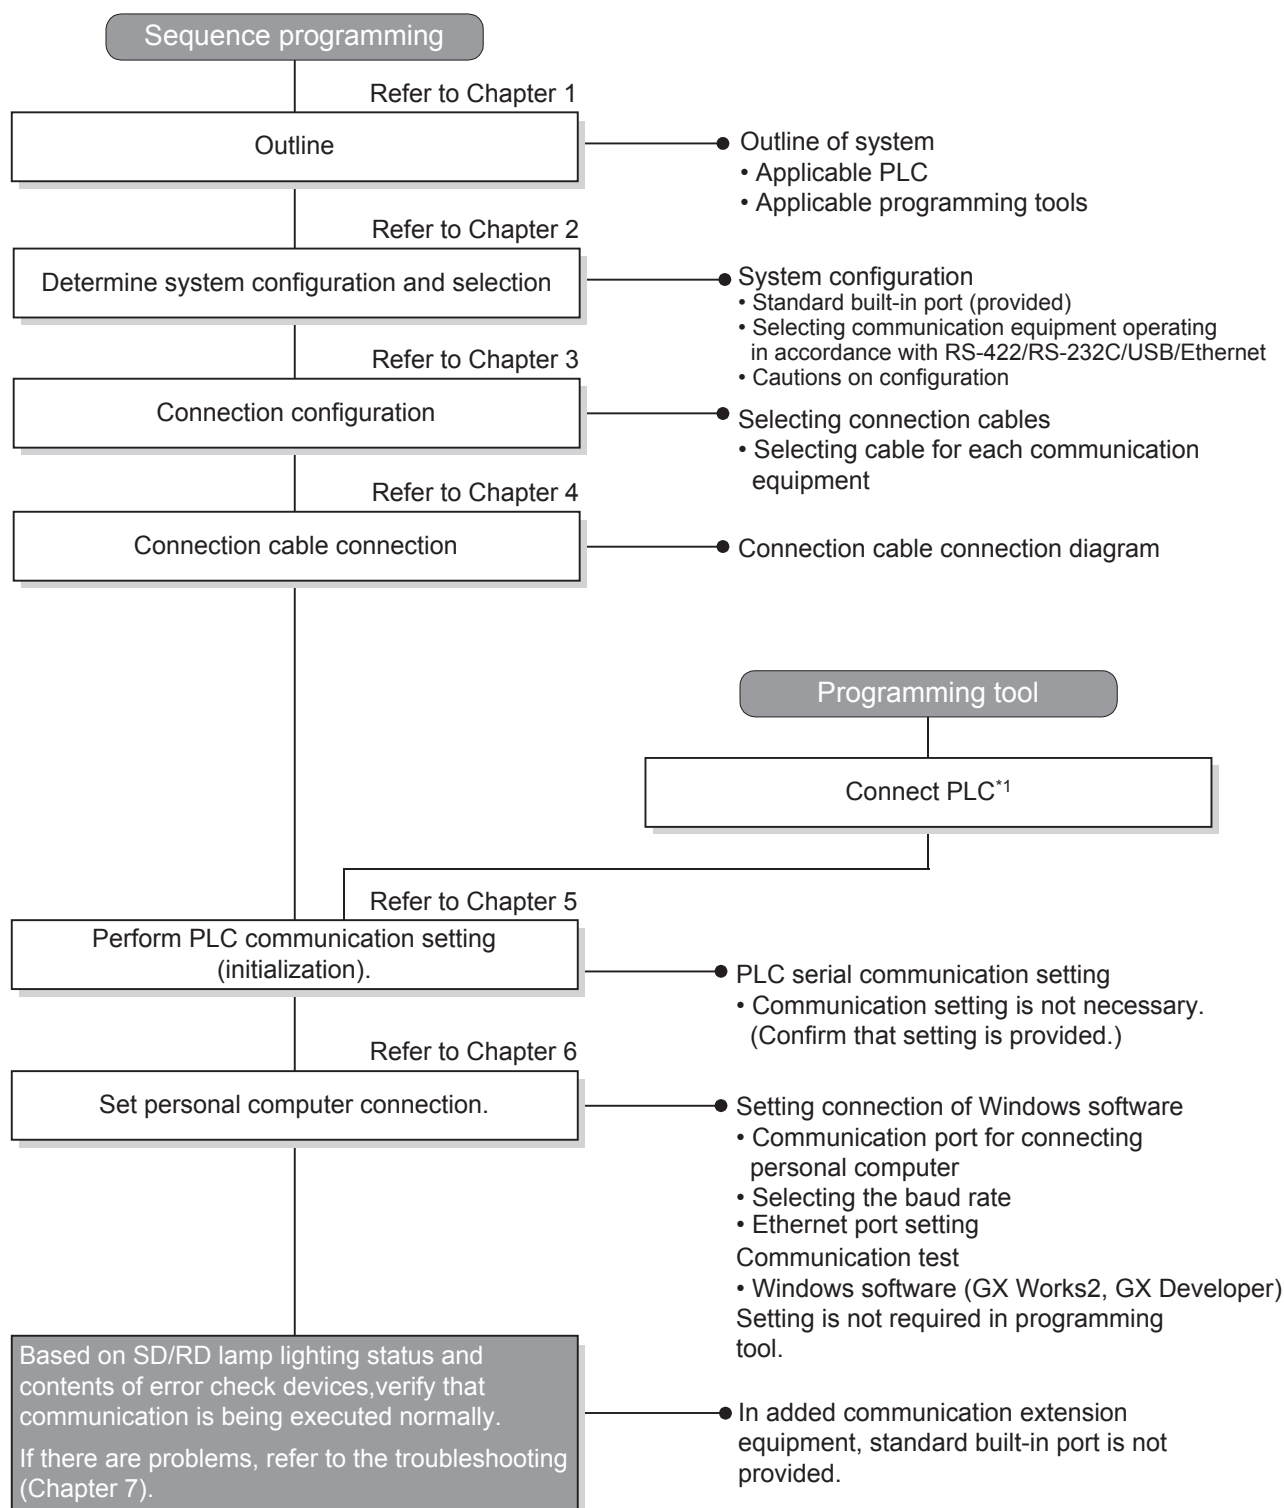 Sequence programming
Refer to Chapter 1
Outline
Outline of system
• Applicable PLC
• Applicable programming tools
Refer to Chapter 2
Determine system configuration and selection
System configuration
• Standard built-in port (provided)
• Selecting communication equipment operating
in accordance with RS-422/RS-232C/USB/Ethernet
• Cautions on configuration
Refer to Chapter 3
Connection configuration
Selecting connection cables
• Selecting cable for each communication
equipment
Refer to Chapter 4
Connection cable connection
Connection cable connection diagram
Programming tool
Connect PLC*1
Refer to Chapter 5
Perform PLC communication setting
(initialization).
PLC serial communication setting
• Communication setting is not necessary.
(Confirm that setting is provided.)
Refer to Chapter 6
Set personal computer connection.
Setting connection of Windows software
• Communication port for connecting
personal computer
• Selecting the baud rate
• Ethernet port setting
Communication test
• Windows software (GX Works2, GX Developer)
Setting is not required in programming
tool.
Based on SD/RD lamp lighting status and
contents of error check devices,verify that
communication is being executed normally.
If there are problems, refer to the troubleshooting
(Chapter 7).
In added communication extension
equipment, standard built-in port is not
provided.